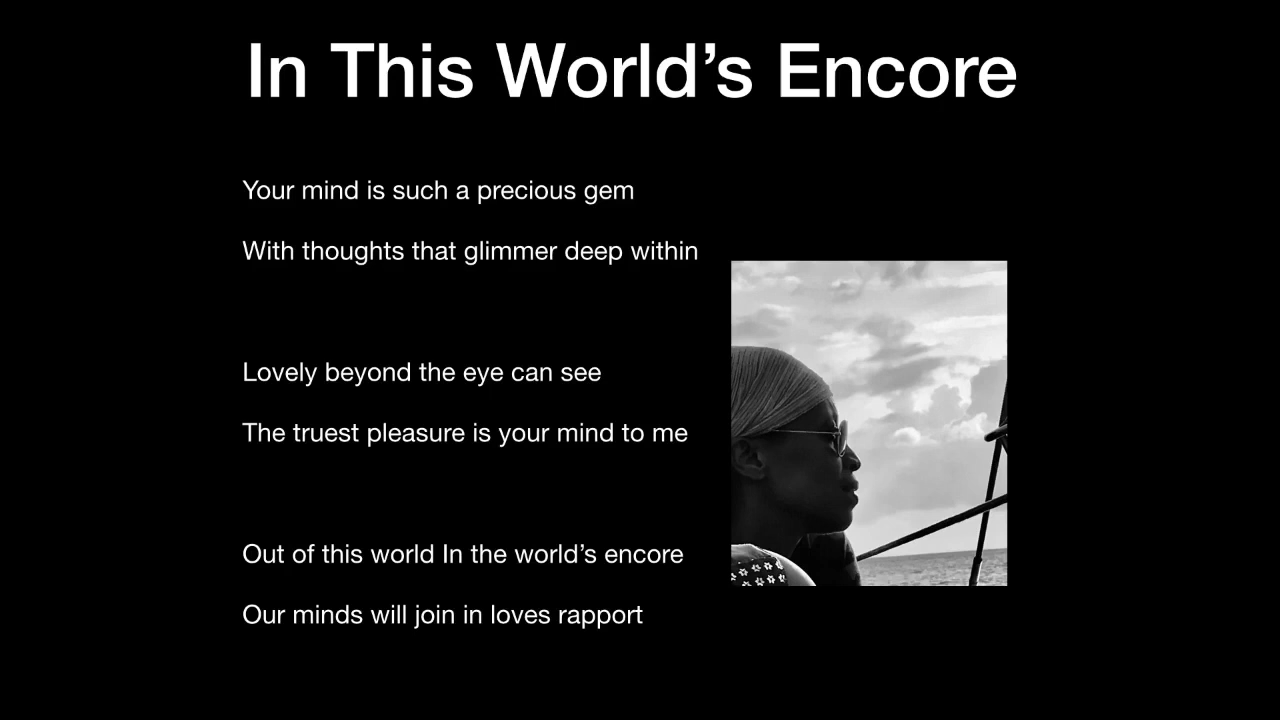 In This World’s Encore
Your mind is such a precious gem
With thoughts that glimmer deep within
Lovely beyond the eye can see
The truest pleasure is your mind to me
Out of this world In the world’s encore
Our minds will join in loves rapport